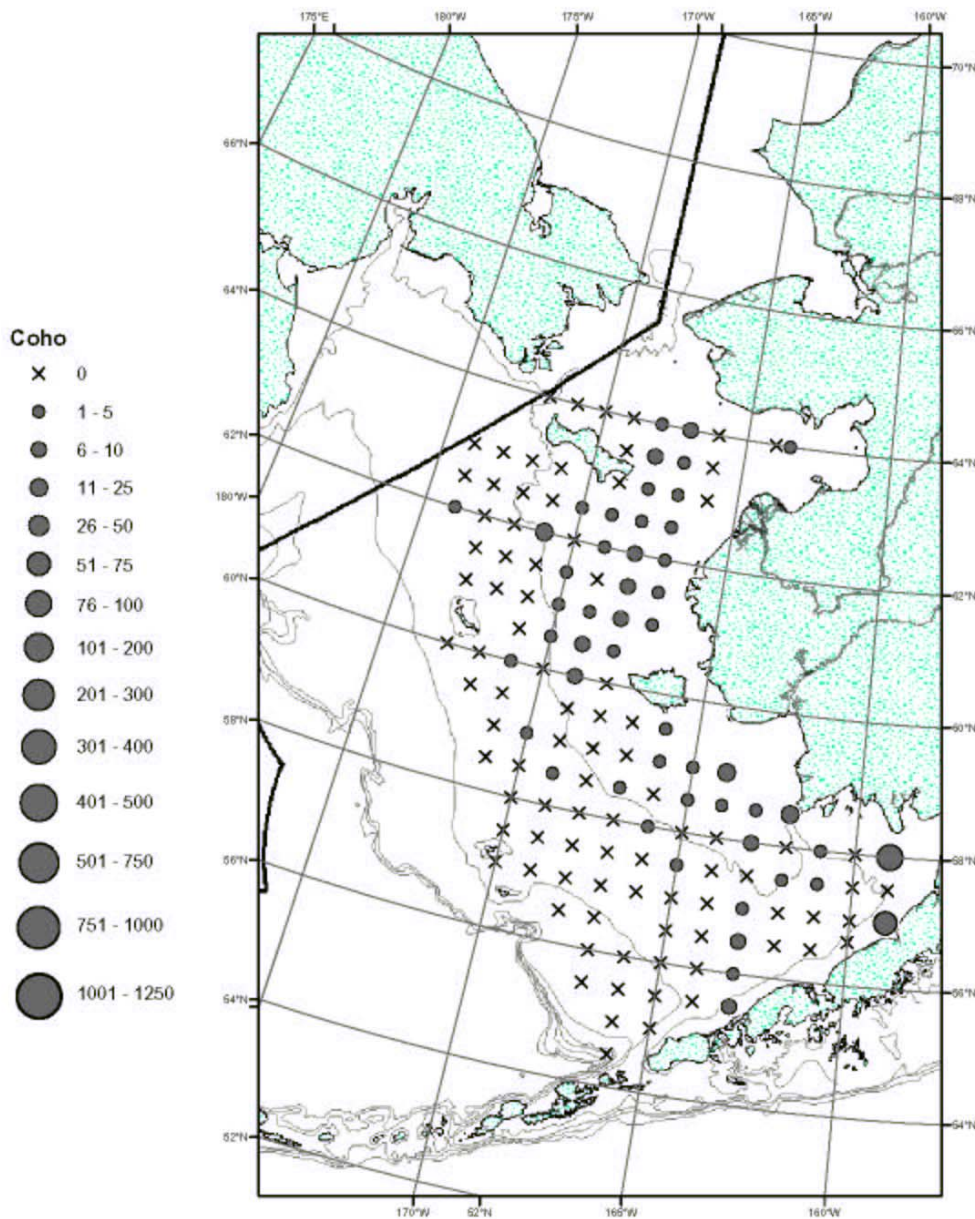 175°E 180°W 175°W 170°W 165°W 160°W
70°N
66°N
68°N
64°N
66°N
Coho
0
1 - 5
62°N
64°N
6 - 10
11 - 25
180°W
26 - 50
51 - 75
60°N
62°N
76 - 100
101 - 200
201 - 300
58°N
60°N
301 - 400
401 - 500
56°N
58°N
501 - 750
751 - 1000
54°N
56°N
1001 - 1250
52°N
54°N
170°W 52°N 165°W 160°W